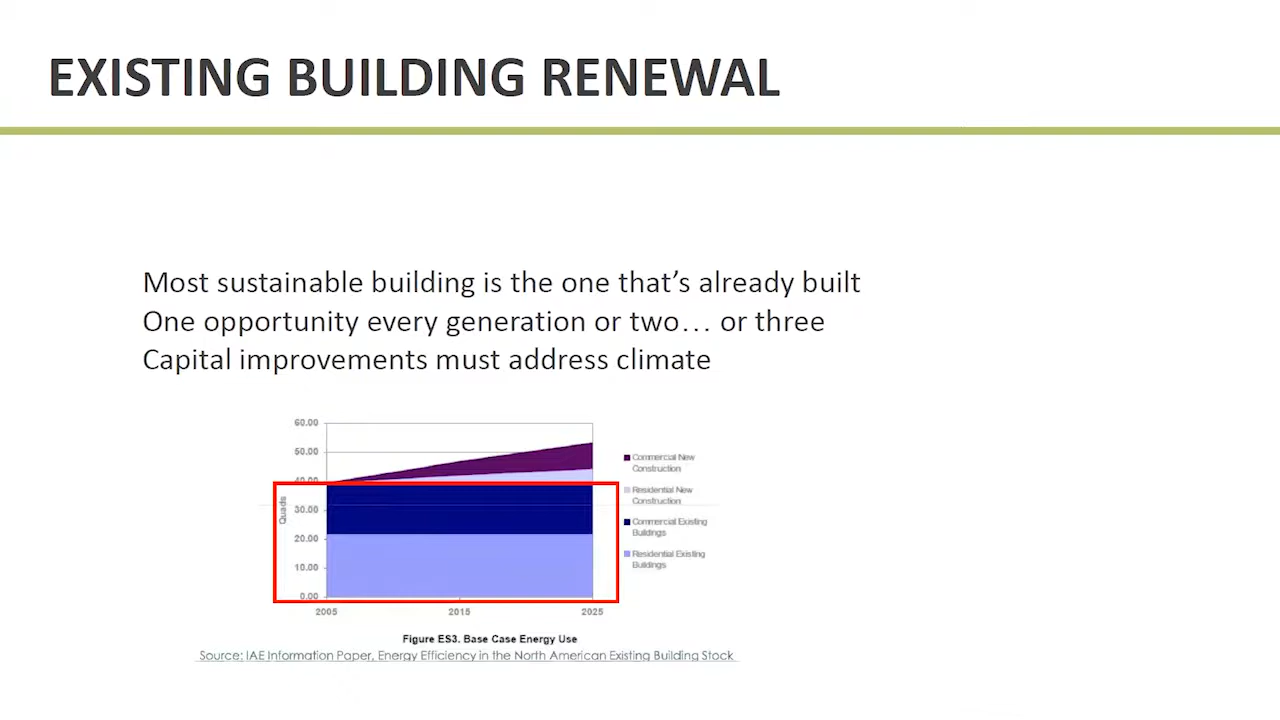 EXISTING BUILDING RENEWAL
Most sustainable building is the one that's already built
One opportunity every generation or two… or three
Capital improvements must address climate
60.00
50.00
40.00
30.00
20.00
10.00
0.00
Quads
2005 2015 2025
Commercial New
Construction
Residential New
Construction
Commercial Existing
Buildings
Residential Existing
Buildings
Figure ES3. Base Case Energy Use
Source: IAE Information Paper, Energy Efficiency in the North American Existing Building Stock